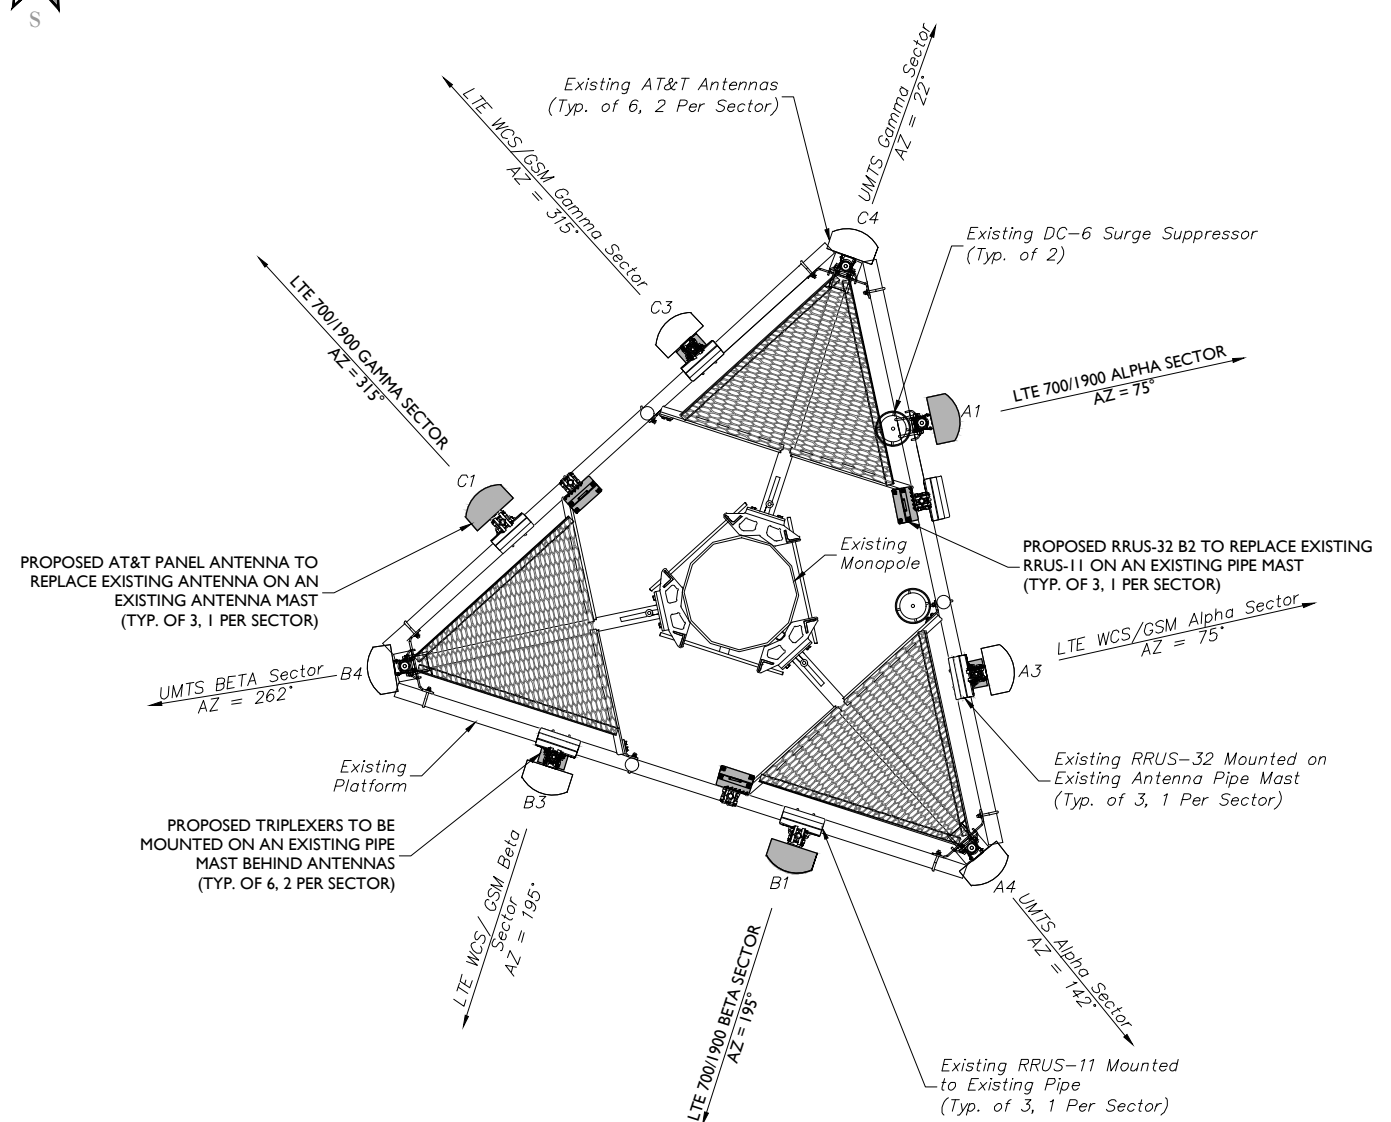 S
Existing AT&T Antennas
(Typ. of 6, 2 Per Sector)
UMTS Gamma Sector
AZ = 22°
LTE WCS/GSM Gamma Sector
AZ = 315°
C4
Existing DC-6 Surge Suppressor
(Typ. of 2)
C3
LTE 700/1900 GAMMA SECTOR
AZ = 315°
LTE 700/1900 ALPHA SECTOR
AZ = 75°
A1
C1
Existing
Monopole
PROPOSED RRUS-32 B2 TO REPLACE EXISTING
RRUS-11 ON AN EXISTING PIPE MAST
(TYP. OF 3, 1 PER SECTOR)
PROPOSED AT&T PANEL ANTENNA TO
REPLACE EXISTING ANTENNA ON AN
EXISTING ANTENNA MAST
(TYP. OF 3, 1 PER SECTOR)
LTE WCS/GSM Alpha Sector
AZ = 75°
A3
UMTS BETA Sector
AZ = 262°
B4
Existing
Platform
Existing RRUS-32 Mounted on
Existing Antenna Pipe Mast
(Typ. of 3, 1 Per Sector)
B3
PROPOSED TRIPLEXERS TO BE
MOUNTED ON AN EXISTING PIPE
MAST BEHIND ANTENNAS
(TYP. OF 6, 2 PER SECTOR)
B1
A4
LTE WCS/ GSM Beta
Sector
AZ = 195°
LTE 700/1900 BETA SECTOR
AZ = 195°
UMTS Alpha Sector
AZ = 142°
Existing RRUS-11 Mounted
to Existing Pipe
(Typ. of 3, 1 Per Sector)